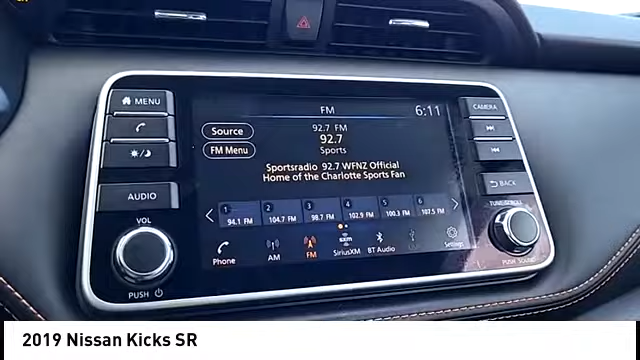 FM
6:11
MENU
Source
FM Menu
92.7 FM
92.7
Sports
Sportsradio 92.7 WFNZ Official
Home of the Charlotte Sports Fan
AUDIO
VOL
PUSH
1 2 3 4 5 6
94.1 FM 104.7 FM 98.7 FM 102.9 FM 100.3 FM 107.5 FM
Phone AM FM SiriusXM BT Audio Settings
sxm
CAMERA
BACK
TUNE/SCROLL
PUSH SOUND
2019 Nissan Kicks SR